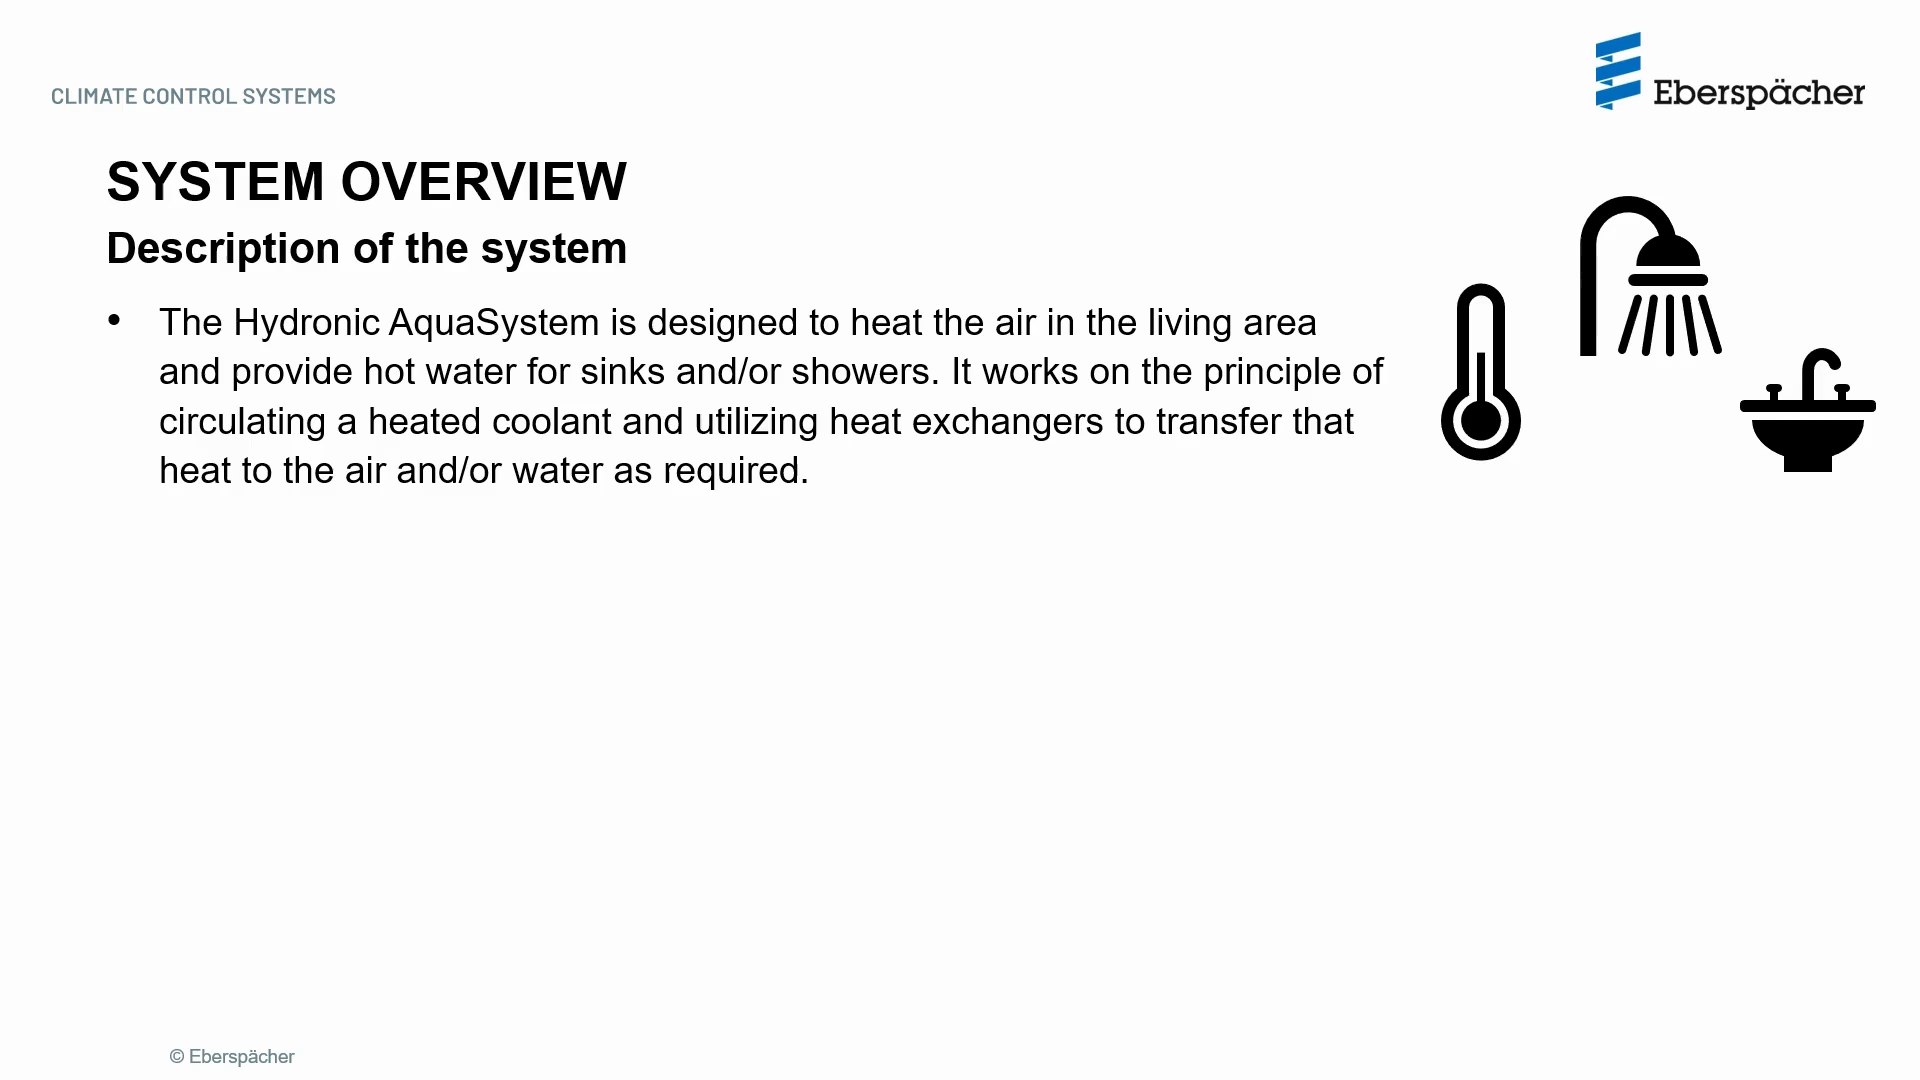 CLIMATE CONTROL SYSTEMS
Eberspächer
SYSTEM OVERVIEW
Description of the system
• The Hydronic AquaSystem is designed to heat the air in the living area
and provide hot water for sinks and/or showers. It works on the principle of
circulating a heated coolant and utilizing heat exchangers to transfer that
heat to the air and/or water as required.
© Eberspächer